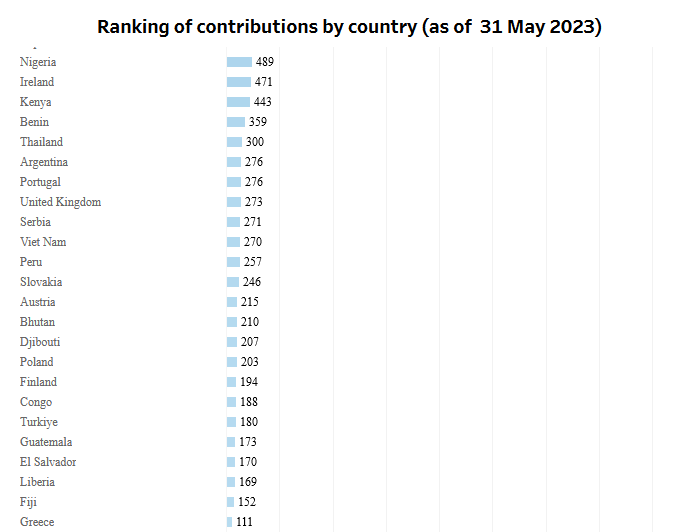 Ranking of contributions by country (as of 31 May 2023)
Nigeria 489
Ireland 471
Kenya 443
Benin 359
Thailand 300
Argentina 276
Portugal 276
United Kingdom 273
Serbia 271
Viet Nam 270
Peru 257
Slovakia 246
Austria 215
Bhutan 210
Djibouti 207
Poland 203
Finland 194
Congo 188
Turkiye 180
Guatemala 173
El Salvador 170
Liberia 169
Fiji 152
Greece 111